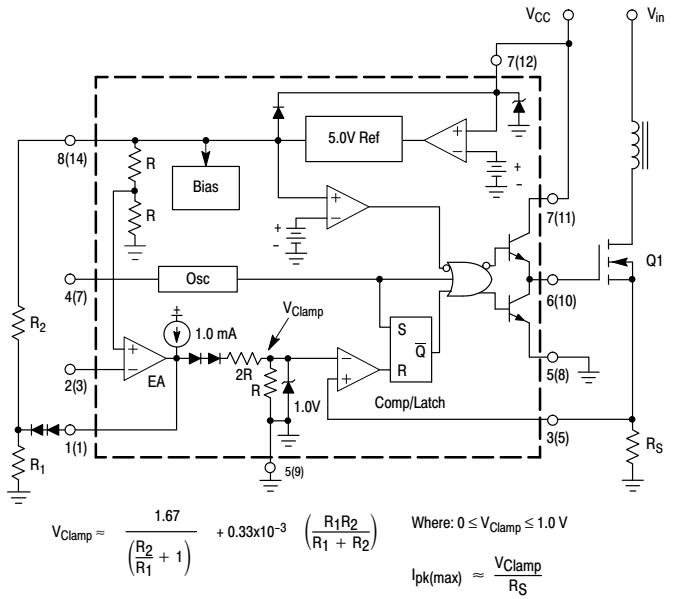 VCC
Vin
7(12)
5.0V Ref
+
−
+
-
8(14)
R
Bias
R
+
−
+
-
7(11)
Q1
Osc
4(7)
6(10)
VClamp
+
1.0 mA
S
Q
R
R2
+
−
EA
2R
R
1.0V
−
+
Comp/Latch
2(3)
5(8)
1(1)
3(5)
R1
5(9)
RS
VClamp ≈ 1.67 / (R2/R1 + 1) + 0.33x10−3 (R1R2 / R1 + R2)
Where: 0 ≤ VClamp ≤ 1.0 V
Ipk(max) ≈ VClamp / RS